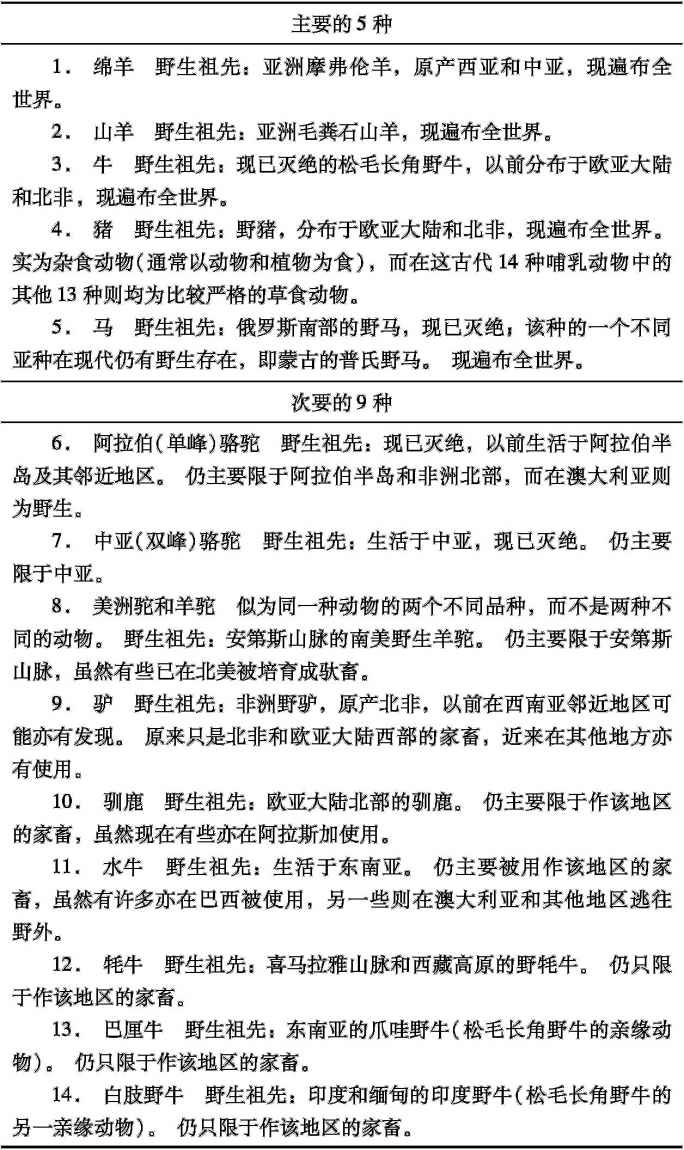 主要的5种
1. 绵羊 野生祖先：亚洲摩弗伦羊，原产西亚和中亚，现遍布全
世界。
2. 山羊 野生祖先：亚洲毛粪石山羊，现遍布全世界。
3. 牛 野生祖先：现已灭绝的松毛长角野牛，以前分布于欧亚大陆
和北非，现遍布全世界。
4. 猪 野生祖先：野猪，分布于欧亚大陆和北非，现遍布全世界。
实为杂食动物(通常以动物和植物为食)，而在这古代14种哺乳动物中的
其他13种则均为比较严格的草食动物。
5. 马 野生祖先：俄罗斯南部的野马，现已灭绝；该种的一个不同
亚种在现代仍有野生存在，即蒙古的普氏野马。 现遍布全世界。
次要的9种
6. 阿拉伯(单峰)骆驼 野生祖先：现已灭绝，以前生活于阿拉伯半
岛及其邻近地区。 仍主要限于阿拉伯半岛和非洲北部，而在澳大利亚则
为野生。
7. 中亚(双峰)骆驼 野生祖先：生活于中亚，现已灭绝。 仍主要
限于中亚。
8. 美洲驼和羊驼 似为同一种动物的两个不同品种，而不是两种不
同的动物。 野生祖先：安第斯山脉的南美野生羊驼。 仍主要限于安第斯
山脉，虽然有些已在北美被培育成驮畜。
9. 驴 野生祖先：非洲野驴，原产北非，以前在西南亚邻近地区可
能亦有发现。 原来只是北非和欧亚大陆西部的家畜，近来在其他地方亦
有使用。
10. 驯鹿 野生祖先：欧亚大陆北部的驯鹿。 仍主要限于作该地区
的家畜，虽然现在有些亦在阿拉斯加使用。
11. 水牛 野生祖先：生活于东南亚。 仍主要被用作该地区的家
畜，虽然有许多亦在巴西被使用，另一些则在澳大利亚和其他地区逃往
野外。
12. 牦牛 野生祖先：喜马拉雅山脉和西藏高原的野牦牛。 仍只限
于作该地区的家畜。
13. 巴厘牛 野生祖先：东南亚的爪哇野牛(松毛长角野牛的亲缘动
物)。 仍只限于作该地区的家畜。
14. 白肢野牛 野生祖先：印度和缅甸的印度野牛(松毛长角野牛的
另一亲缘动物)。 仍只限于作该地区的家畜。